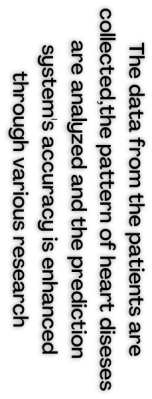 The data from the patients are
collected,the pattern of heart diseses
are analyzed and the prediction
system's accuracy is enhanced
through various research